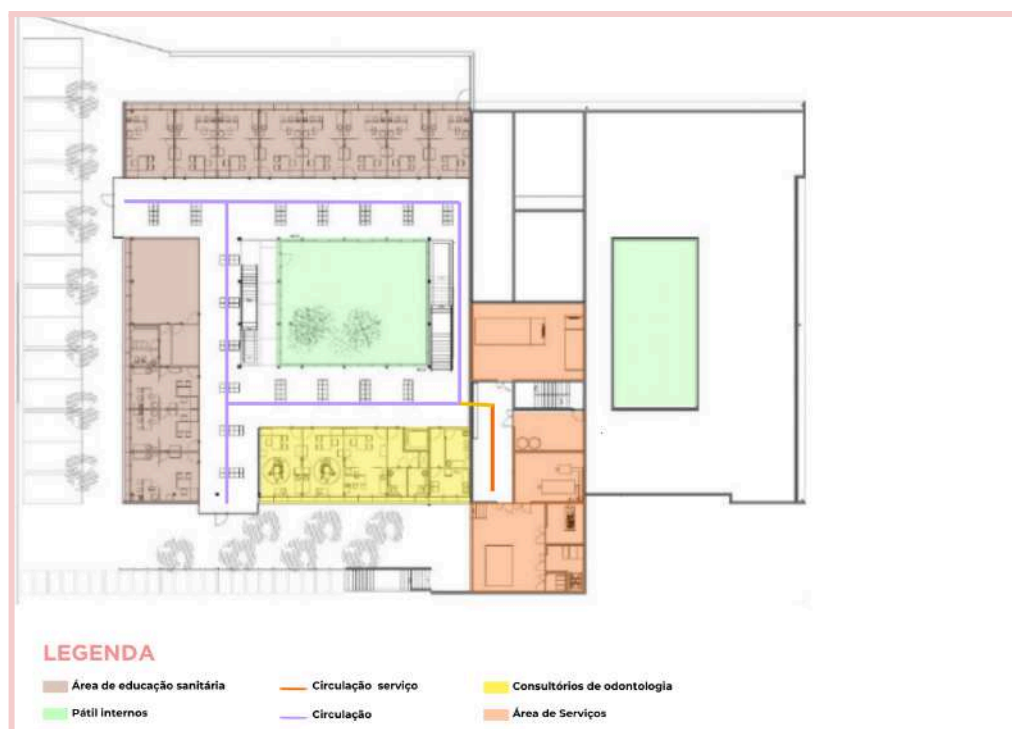 LEGENDA
Área de educação sanitária
Circulação serviço
Consultórios de odontologia
Pátil internos
Circulação
Área de Serviços